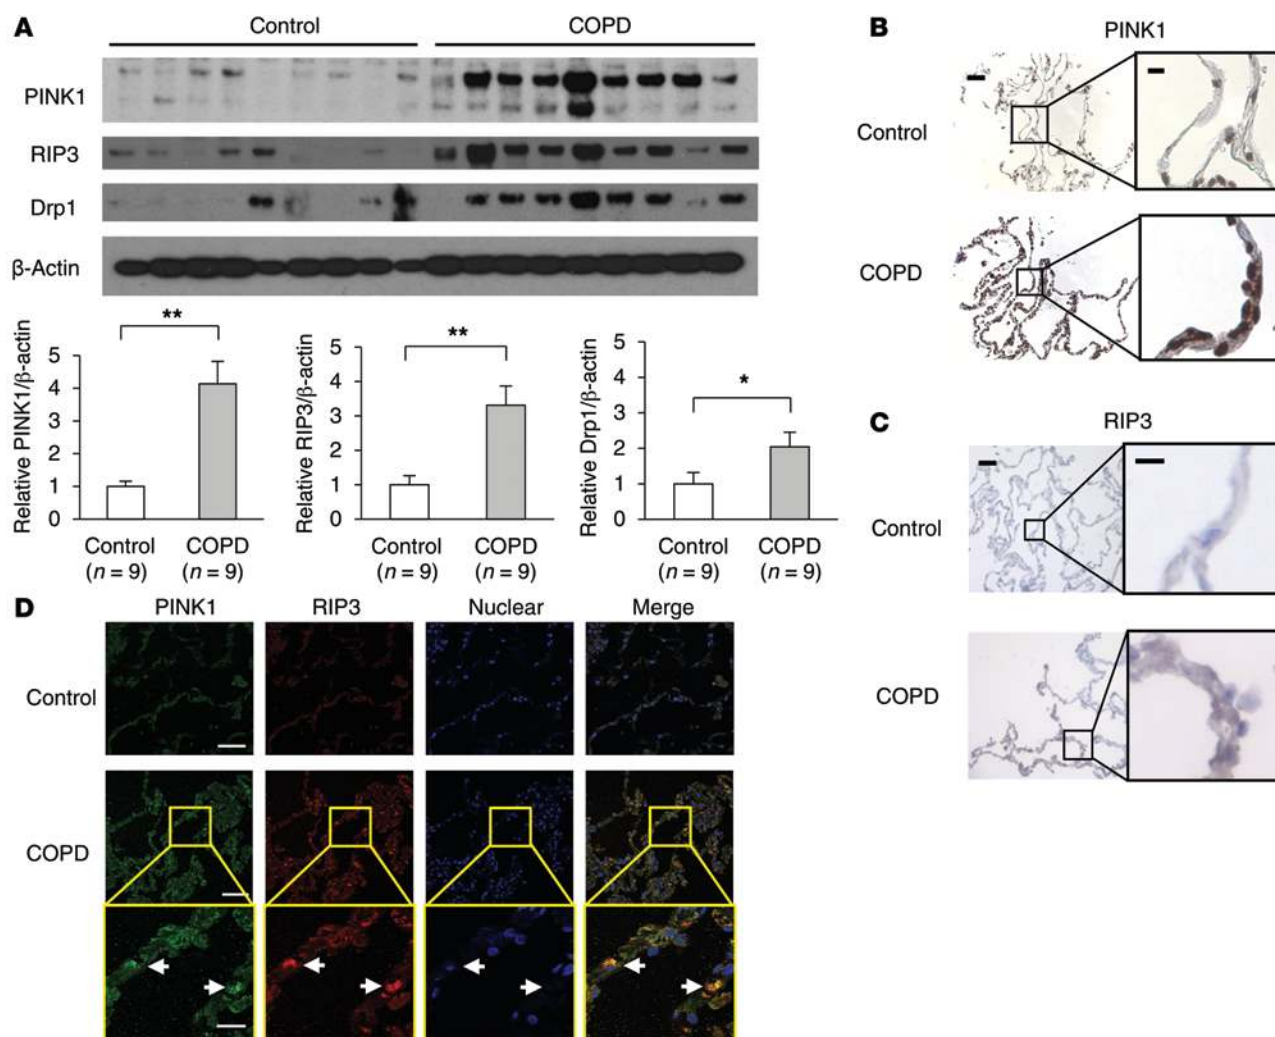 A
Control COPD
PINK1
RIP3
Drp1
β-Actin
**
Relative PINK1/β-actin
5
4
3
2
1
0
Control
(n = 9)
COPD
(n = 9)
**
Relative RIP3/β-actin
5
4
3
2
1
0
Control
(n = 9)
COPD
(n = 9)
*
Relative Drp1/β-actin
5
4
3
2
1
0
Control
(n = 9)
COPD
(n = 9)
B
PINK1
Control
COPD
C
RIP3
Control
COPD
D
PINK1 RIP3 Nuclear Merge
Control
COPD